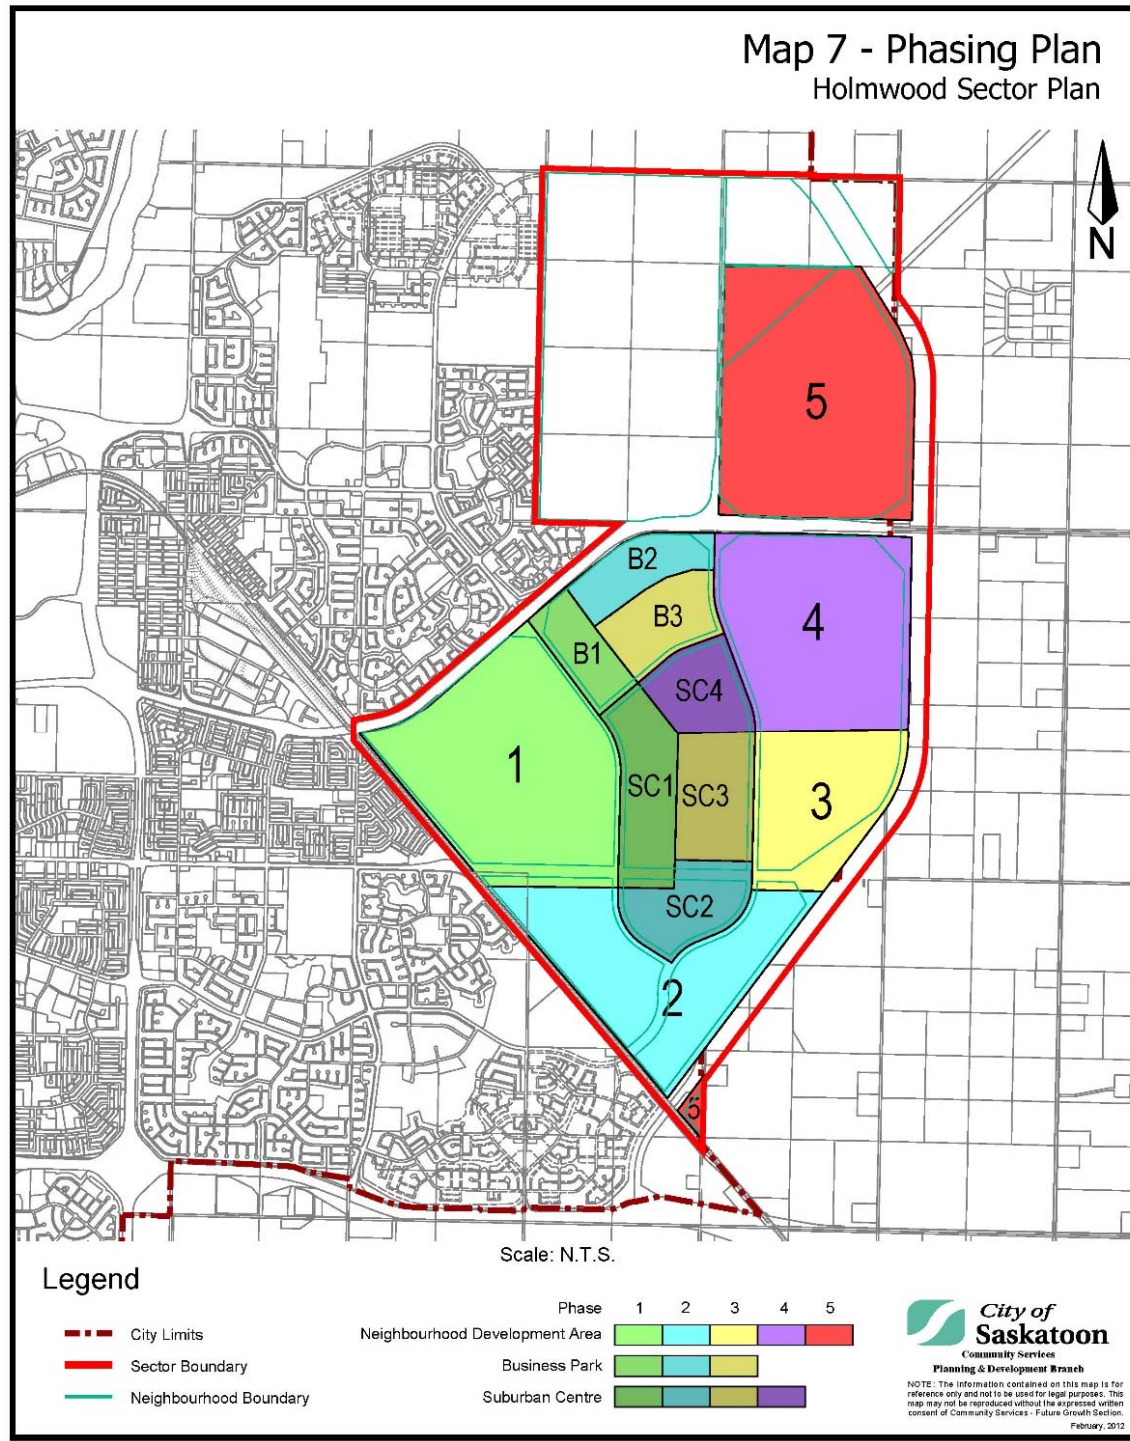 Map 7 - Phasing Plan
Holmwood Sector Plan
N
5
B2
4
B3
B1
SC4
1
SC1
SC3
3
SC2
2
5
Scale: N.T.S.
Legend
City Limits
Sector Boundary
Neighbourhood Boundary
Phase 1 2 3 4 5
Neighbourhood Development Area
Business Park
Suburban Centre
City of
Saskatoon
Community Services
Planning & Development Branch
NOTE: The information contained on this map is for
reference only and not to be used for legal purposes. This
map may not be reproduced without the expressed written
consent of Community Services - Future Growth Section.
February, 2012